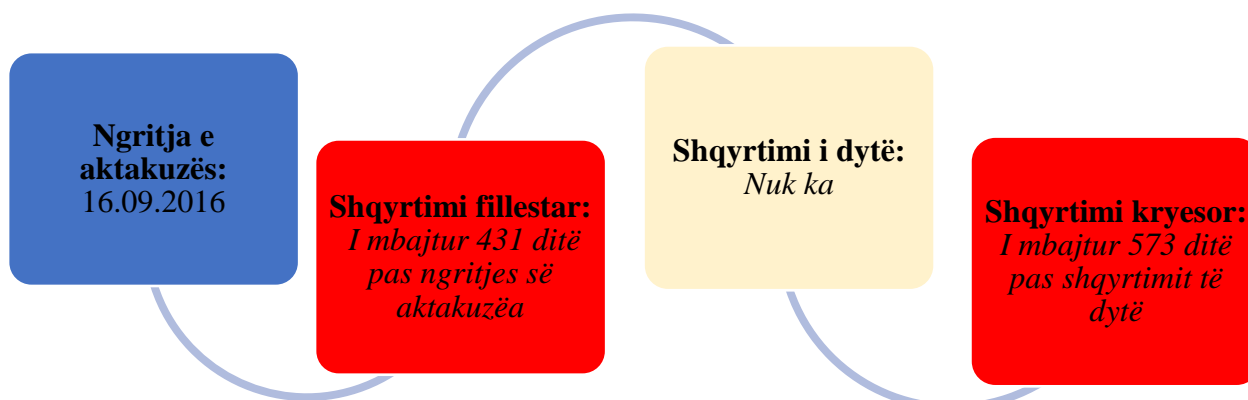 Ngritja e
aktakuzës:
16.09.2016
Shqyrtimi fillestar:
I mbajtur 431 ditë
pas ngritjes së
aktakuzëa
Shqyrtimi i dytë:
Nuk ka
Shqyrtimi kryesor:
I mbajtur 573 ditë
pas shqyrtimit të
dytë